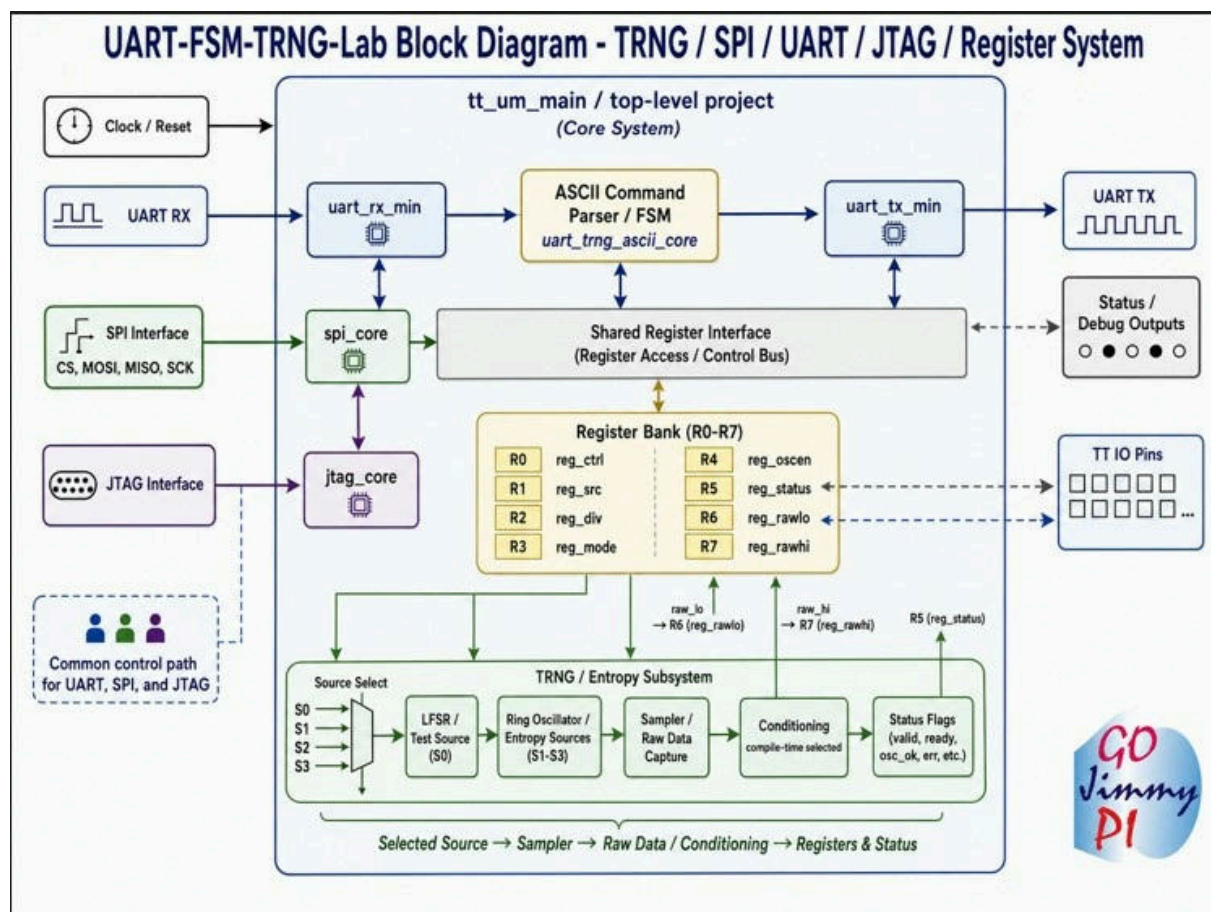 UART-FSM-TRNG-Lab Block Diagram - TRNG / SPI / UART / JTAG / Register System
tt_um_main / top-level project
(Core System)
Clock / Reset
UART RX
uart_rx_min
ASCII Command
Parser / FSM
uart_trng_ascii_core
uart_tx_min
UART TX
SPI Interface
CS, MOSI, MISO, SCK
spi_core
Shared Register Interface
(Register Access / Control Bus)
Status /
Debug Outputs
JTAG Interface
jtag_core
Register Bank (R0-R7)
R0 reg_ctrl
R1 reg_src
R2 reg_div
R3 reg_mode
R4 reg_oscen
R5 reg_status
R6 reg_rawlo
R7 reg_rawhi
TT IO Pins
...
Common control path
for UART, SPI, and JTAG
raw_lo
→ R6 (reg_rawlo)
raw_hi
→ R7 (reg_rawhi)
R5 (reg_status)
TRNG / Entropy Subsystem
Source Select
S0
S1
S2
S3
LFSR /
Test Source
(S0)
Ring Oscillator /
Entropy Sources
(S1-S3)
Sampler /
Raw Data
Capture
Conditioning
compile-time selected
Status Flags
(valid, ready,
osc_ok, err, etc.)
Selected Source → Sampler → Raw Data / Conditioning → Registers & Status
GO
Jimmy
PI